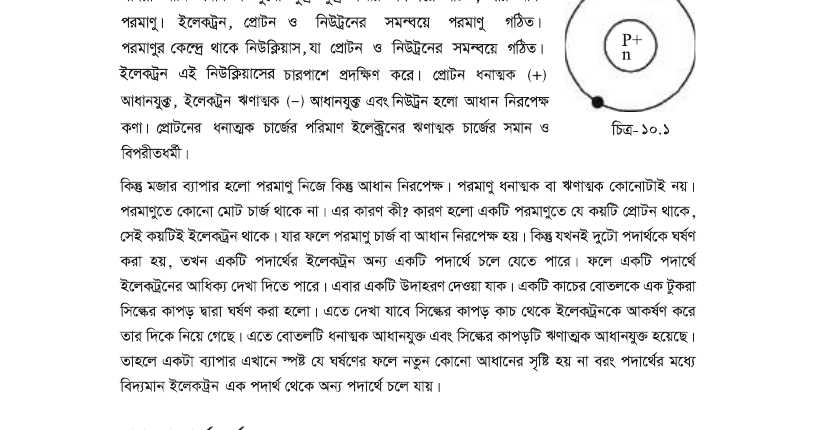 পরমাণু। ইলেকট্রন, প্রোটন ও নিউট্রনের সমন্বয়ে পরমাণু গঠিত।
পরমাণুর কেন্দ্রে থাকে নিউক্লিয়াস,যা প্রোটন ও নিউট্রনের সমন্বয়ে গঠিত।
ইলেকট্রন এই নিউক্লিয়াসের চারপাশে প্রদক্ষিণ করে। প্রোটন ধনাত্মক (+)
আধানযুক্ত, ইলেকট্রন ঋণাত্মক (−) আধানযুক্ত এবং নিউট্রন হলো আধান নিরপেক্ষ
কণা। প্রোটনের ধনাত্মক চার্জের পরিমাণ ইলেক্ট্রনের ঋণাত্মক চার্জের সমান ও
বিপরীতধর্মী।
P+
n
চিত্র- ১০.১
কিন্তু মজার ব্যাপার হলো পরমাণু নিজে কিন্তু আধান নিরপেক্ষ। পরমাণু ধনাত্মক বা ঋণাত্মক কোনোটাই নয়।
পরমাণুতে কোনো মোট চার্জ থাকে না। এর কারণ কী? কারণ হলো একটি পরমাণুতে যে কয়টি প্রোটন থাকে,
সেই কয়টিই ইলেকট্রন থাকে। যার ফলে পরমাণু চার্জ বা আধান নিরপেক্ষ হয়। কিন্তু যখনই দুটো পদার্থকে ঘর্ষণ
করা হয়, তখন একটি পদার্থের ইলেকট্রন অন্য একটি পদার্থে চলে যেতে পারে। ফলে একটি পদার্থে
ইলেকট্রনের আধিক্য দেখা দিতে পারে। এবার একটি উদাহরণ দেওয়া যাক। একটি কাচের বোতলকে এক টুকরা
সিল্কের কাপড় দ্বারা ঘর্ষণ করা হলো। এতে দেখা যাবে সিল্কের কাপড় কাচ থেকে ইলেকট্রনকে আকর্ষণ করে
তার দিকে নিয়ে গেছে। এতে বোতলটি ধনাত্মক আধানযুক্ত এবং সিল্কের কাপড়টি ঋণাত্মক আধানযুক্ত হয়েছে।
তাহলে একটা ব্যাপার এখানে স্পষ্ট যে ঘর্ষণের ফলে নতুন কোনো আধানের সৃষ্টি হয় না বরং পদার্থের মধ্যে
বিদ্যমান ইলেকট্রন এক পদার্থ থেকে অন্য পদার্থে চলে যায়।